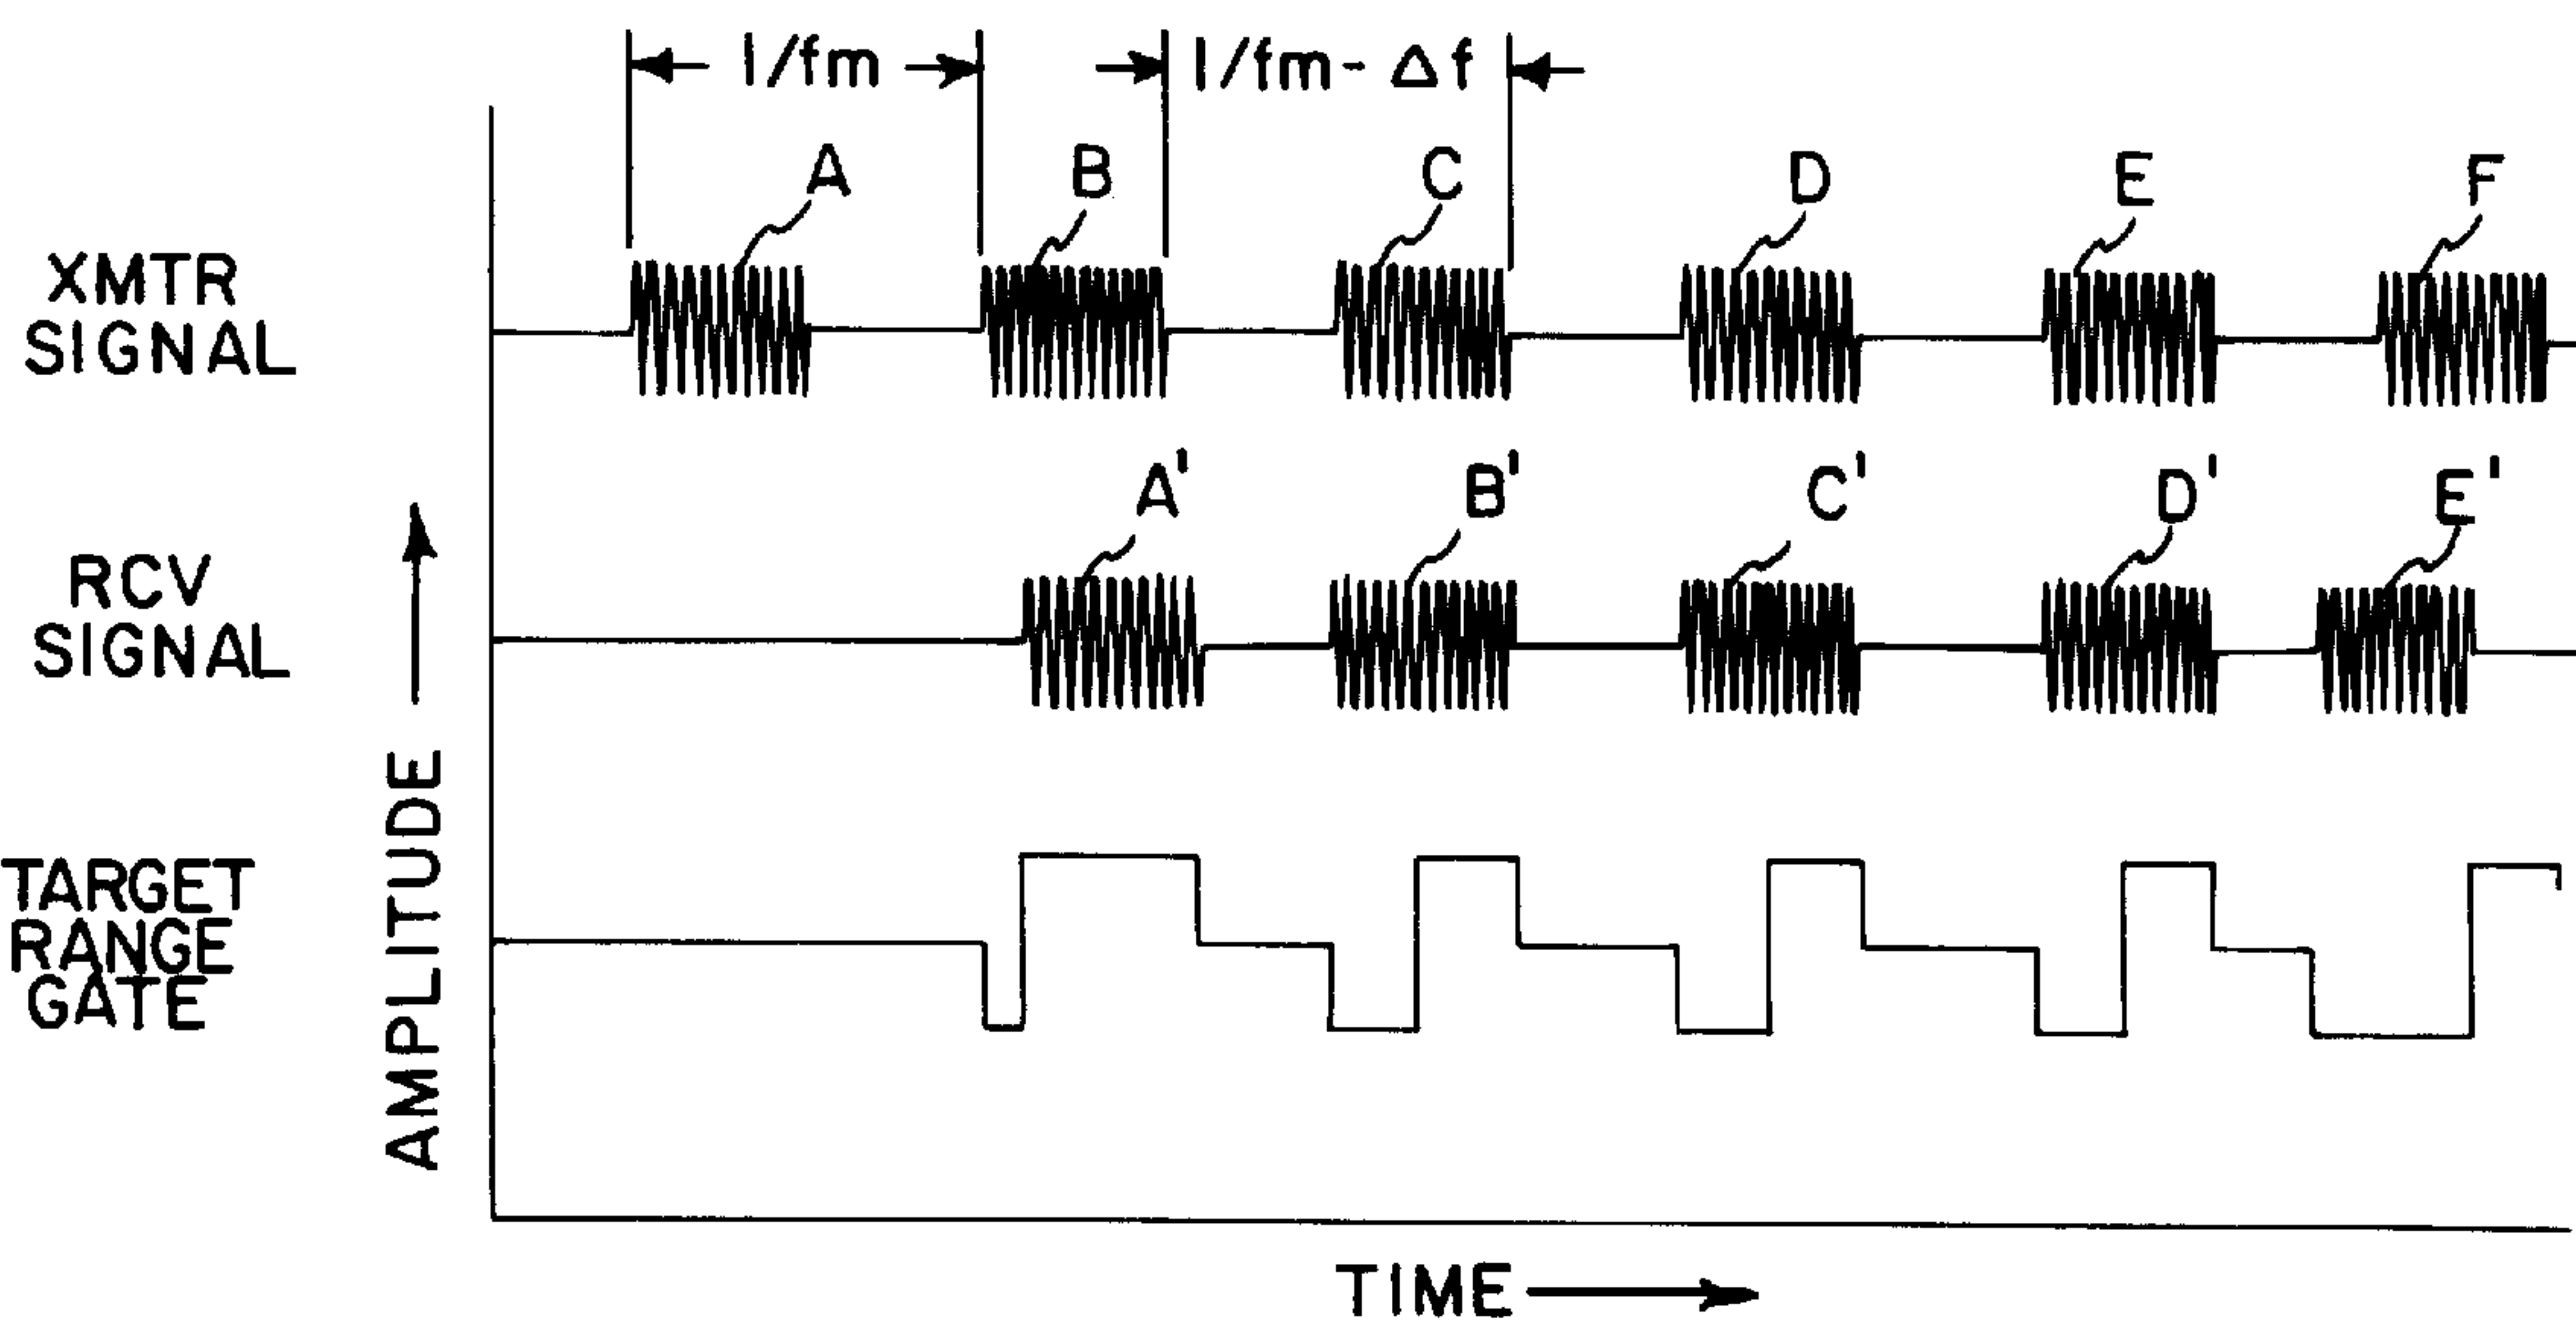 1/fm
1/fm - Δf
A B C D E F
XMTR
SIGNAL
A' B' C' D' E'
RCV
SIGNAL
TARGET
RANGE
GATE
AMPLITUDE
TIME